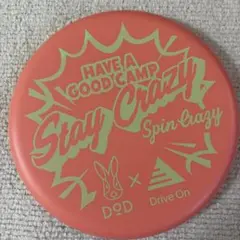 HAVE A
GOOD CAMP
Stay Crazy
Spin Crazy
DOD × Drive On